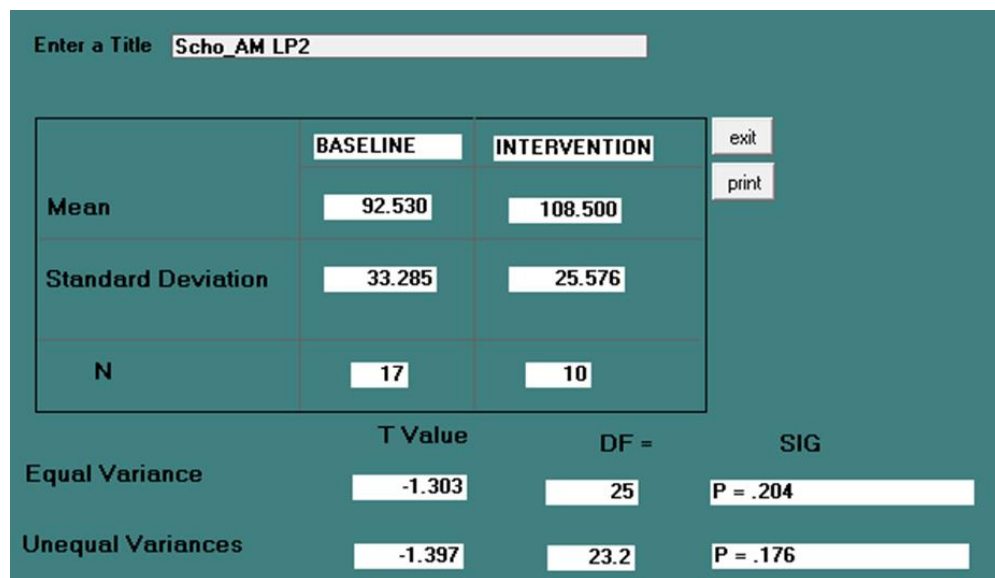 Enter a Title Scho_AM LP2
BASELINE INTERVENTION exit
print
Mean 92.530 108.500
Standard Deviation 33.285 25.576
N 17 10
T Value DF = SIG
Equal Variance -1.303 25 P = .204
Unequal Variances -1.397 23.2 P = .176